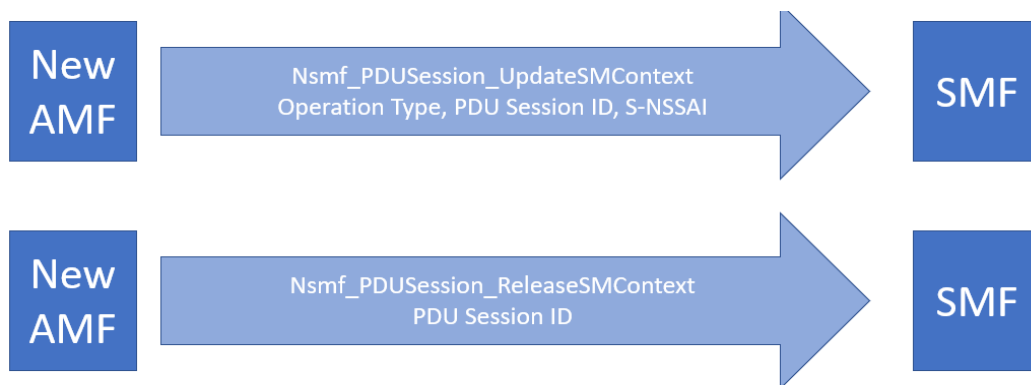 New
AMF
Nsmf_PDUSession_UpdateSMContext
Operation Type, PDU Session ID, S-NSSAI
SMF
New
AMF
Nsmf_PDUSession_ReleaseSMContext
PDU Session ID
SMF